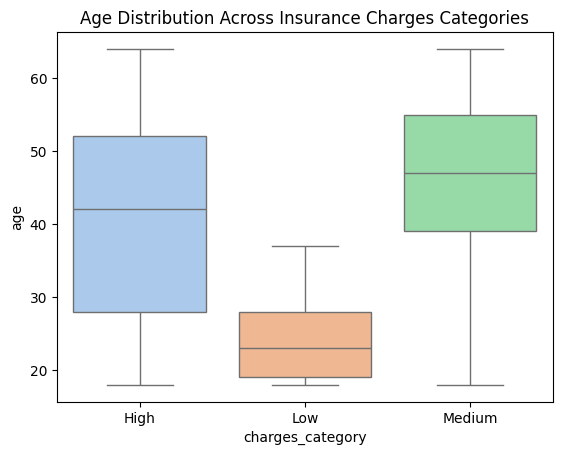 Age Distribution Across Insurance Charges Categories
60
50
40
30
20
age
High
Low
Medium
charges_category